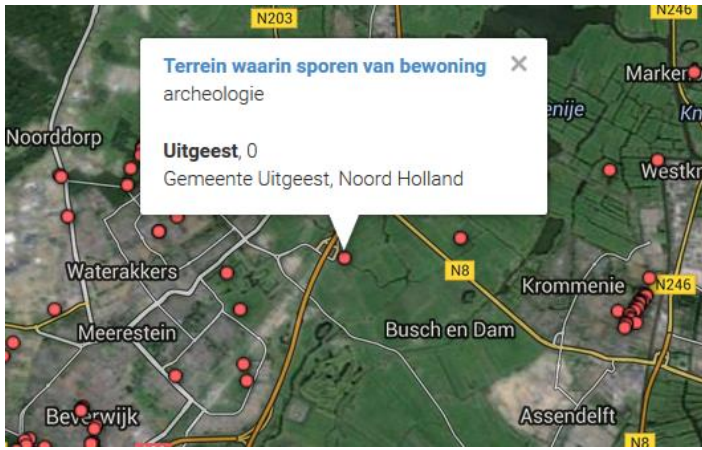 N203
N246
Terrein waarin sporen van bewoning ×
archeologie
Uitgeest, 0
Gemeente Uitgeest, Noord Holland
Noorddorp
Westkr
Waterakkers
N8
Krommenie
N246
Meerestein
Busch en Dam
Beverwijk
Assendelft
N8